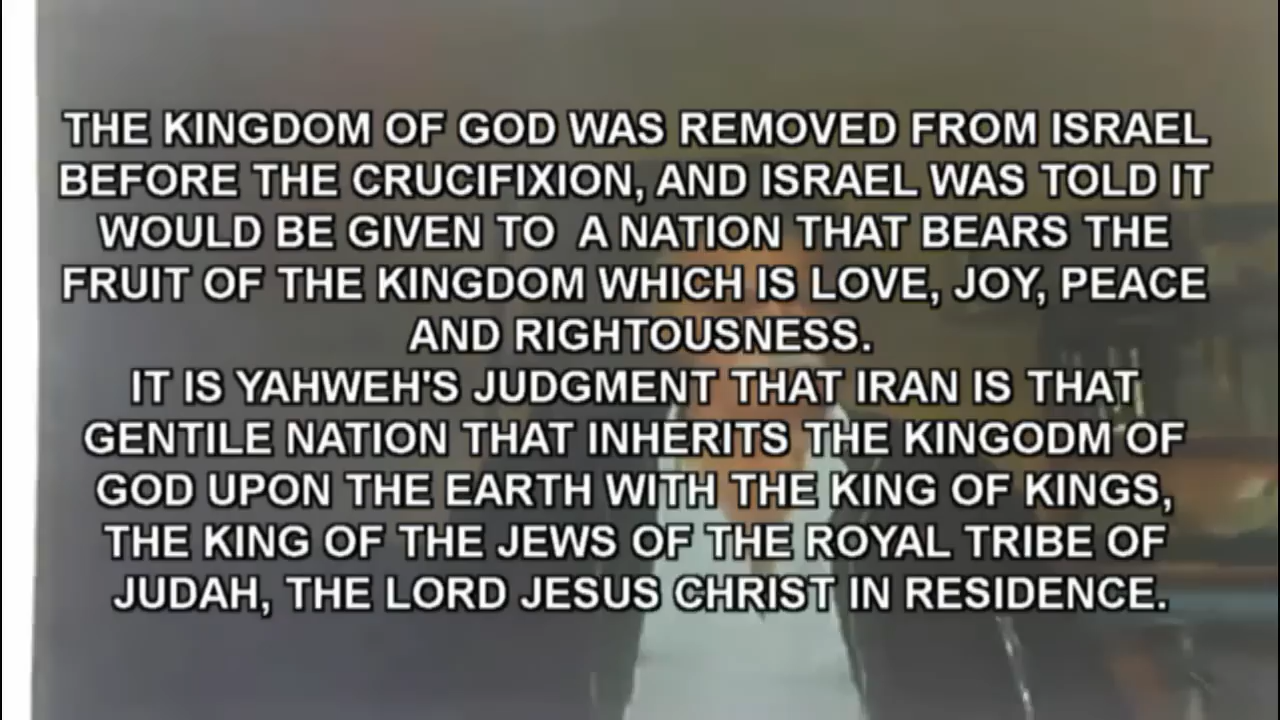 THE KINGDOM OF GOD WAS REMOVED FROM ISRAEL
BEFORE THE CRUCIFIXION, AND ISRAEL WAS TOLD IT
WOULD BE GIVEN TO A NATION THAT BEARS THE
FRUIT OF THE KINGDOM WHICH IS LOVE, JOY, PEACE
AND RIGHTOUSNESS.
IT IS YAHWEH'S JUDGMENT THAT IRAN IS THAT
GENTILE NATION THAT INHERITS THE KINGODM OF
GOD UPON THE EARTH WITH THE KING OF KINGS,
THE KING OF THE JEWS OF THE ROYAL TRIBE OF
JUDAH, THE LORD JESUS CHRIST IN RESIDENCE.